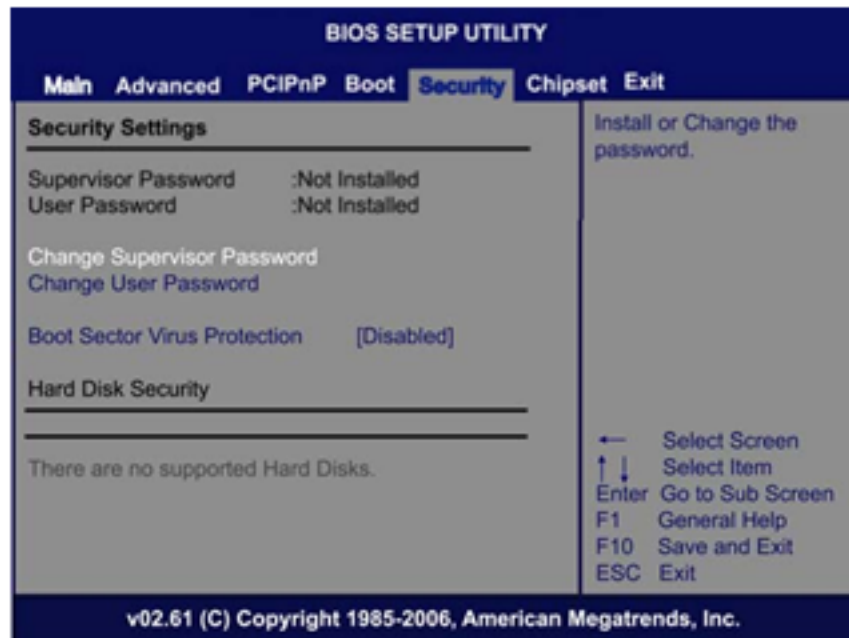 BIOS SETUP UTILITY
Main Advanced PCIPnP Boot Security Chipset Exit
Security Settings
Supervisor Password :Not Installed
User Password :Not Installed
Change Supervisor Password
Change User Password
Boot Sector Virus Protection [Disabled]
Hard Disk Security
There are no supported Hard Disks.
Install or Change the
password.
← Select Screen
↑↓ Select Item
Enter Go to Sub Screen
F1 General Help
F10 Save and Exit
ESC Exit
v02.61 (C) Copyright 1985-2006, American Megatrends, Inc.